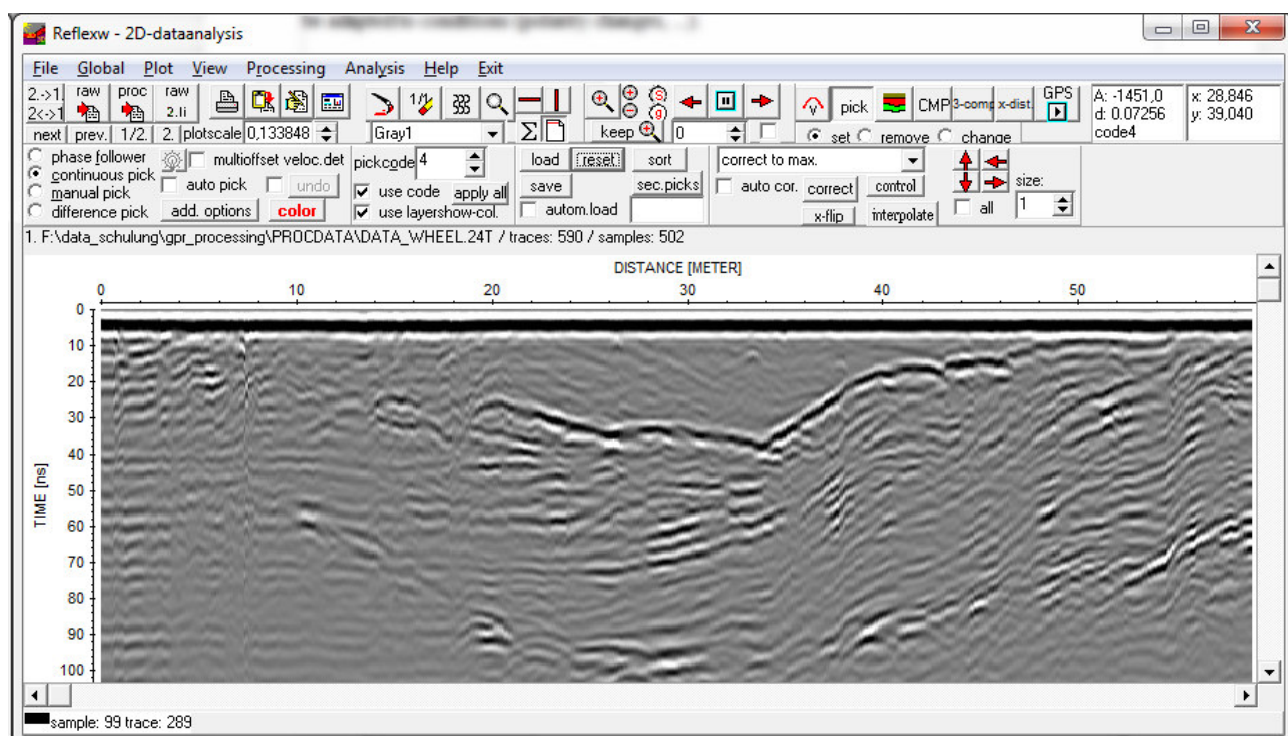 be adapted to conditions (polarity changes, ...)
Reflexw - 2D-dataanalysis
File Global Plot View Processing Analysis Help Exit
2.->1 raw proc raw GPS A: -1451,0 x: 28,846
2<->1 2.li Σ keep 0 pick CMP 3-comp x-dist. d: 0.07256 y: 39,040
next prev. 1/2. 2. plotscale 0,133848 Gray1 set remove change code4
phase follower multioffset veloc.det pickcode 4 load reset sort correct to max.
continuous pick auto pick undo use code apply all save sec.picks auto cor. correct control size:
manual pick use layershow-col. autom.load x-flip interpolate all 1
difference pick add. options color
1. F:\data_schulung\gpr_processing\PROCDATA\DATA_WHEEL.24T / traces: 590 / samples: 502
DISTANCE [METER]
0 10 20 30 40 50
TIME [ns]
0
10
20
30
40
50
60
70
80
90
100
sample: 99 trace: 289